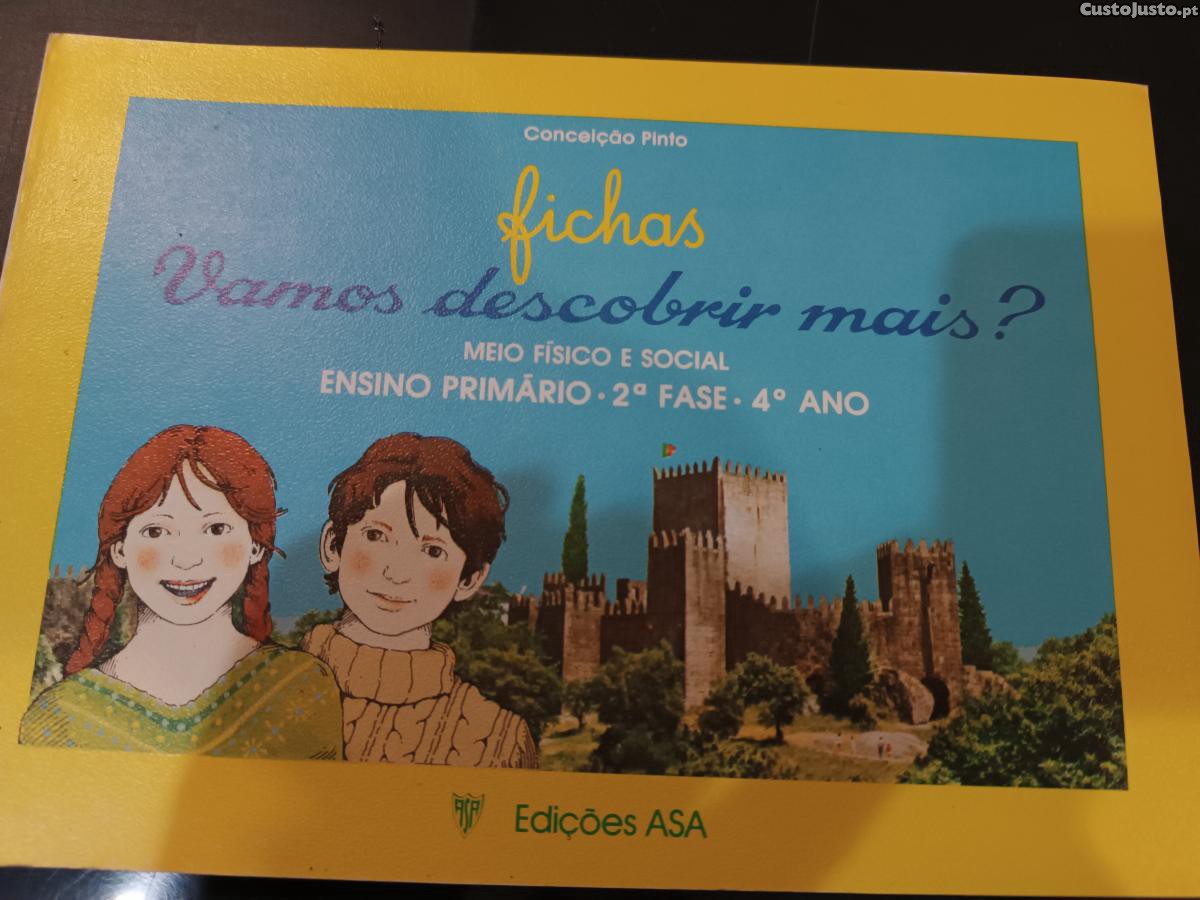 CustoJusto.pt
Conceição Pinto
fichas
Vamos descobrir mais?
MEIO FÍSICO E SOCIAL
ENSINO PRIMÁRIO · 2ª FASE · 4º ANO
ASA Edições ASA